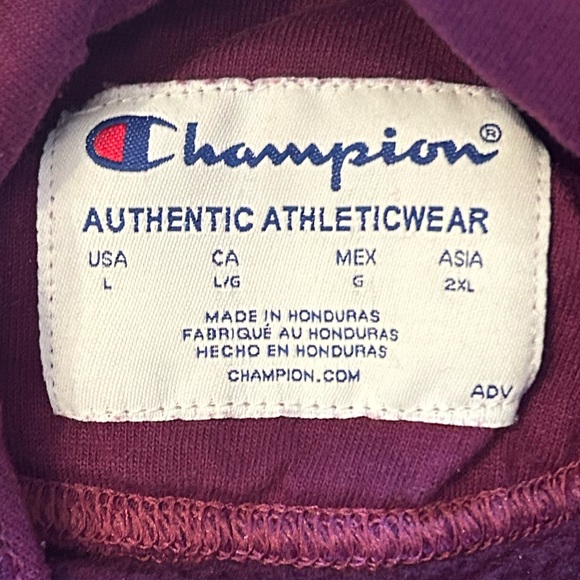 Champion®
AUTHENTIC ATHLETICWEAR
USA CA MEX ASIA
L L/G G 2XL
MADE IN HONDURAS
FABRIQUÉ AU HONDURAS
HECHO EN HONDURAS
CHAMPION.COM
ADV